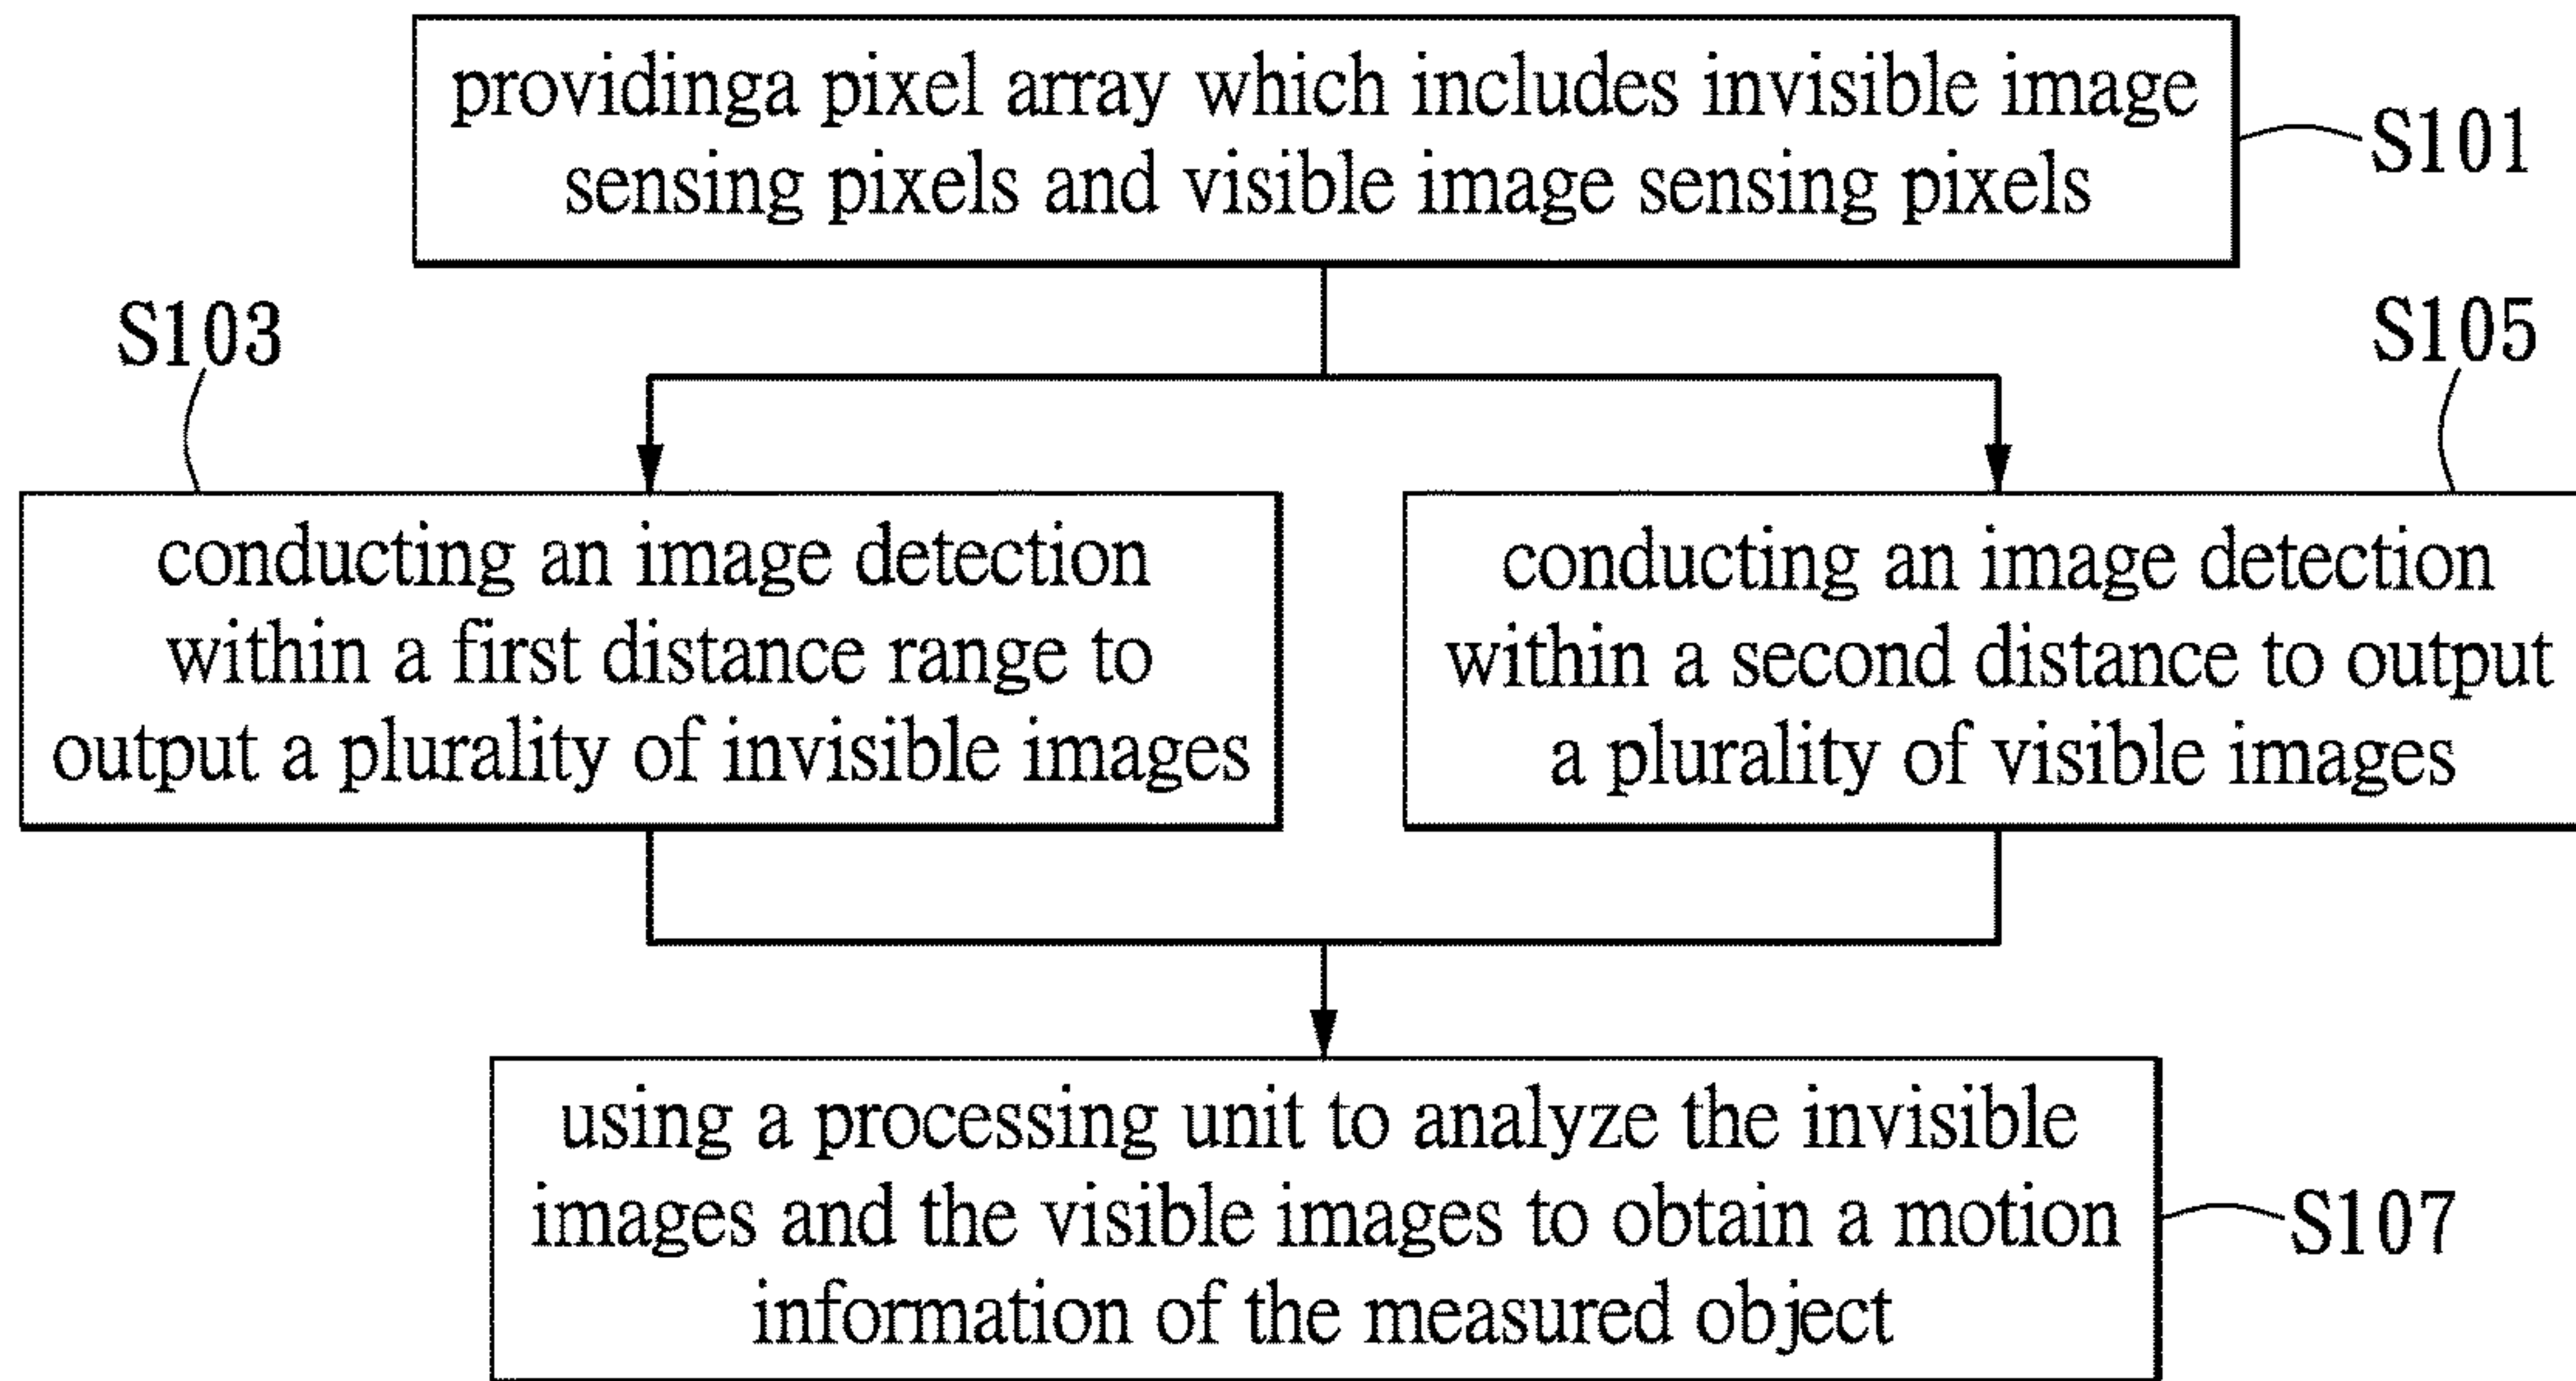 providinga pixel array which includes invisible image
sensing pixels and visible image sensing pixels
S101
S103
S105
conducting an image detection
within a first distance range to
output a plurality of invisible images
conducting an image detection
within a second distance to output
a plurality of visible images
using a processing unit to analyze the invisible
images and the visible images to obtain a motion
information of the measured object
S107